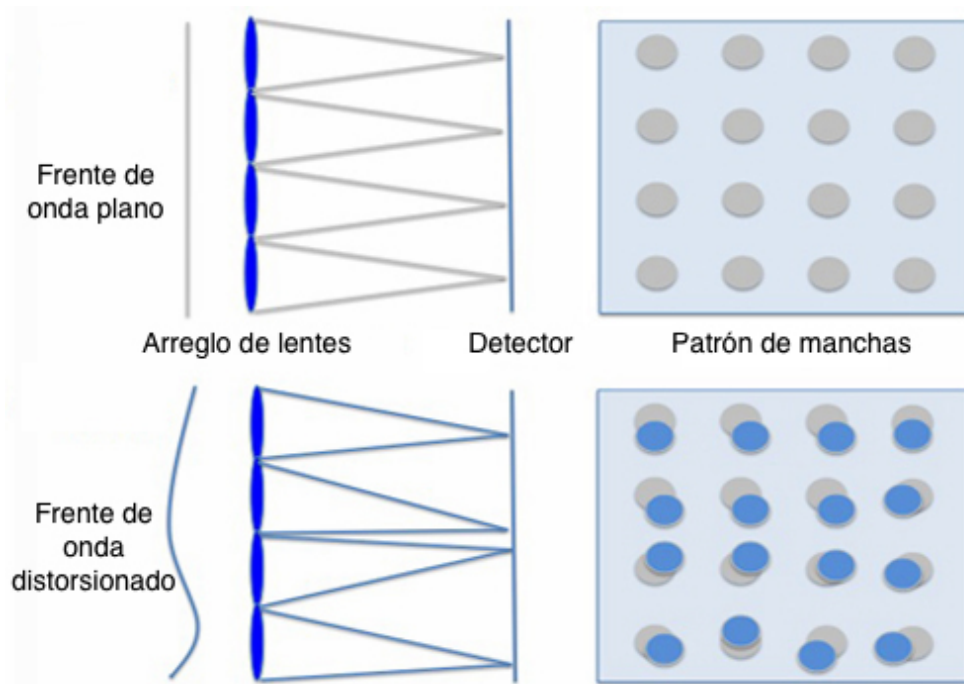 Frente de
onda plano
Arreglo de lentes
Detector
Patrón de manchas
Frente de
onda
distorsionado